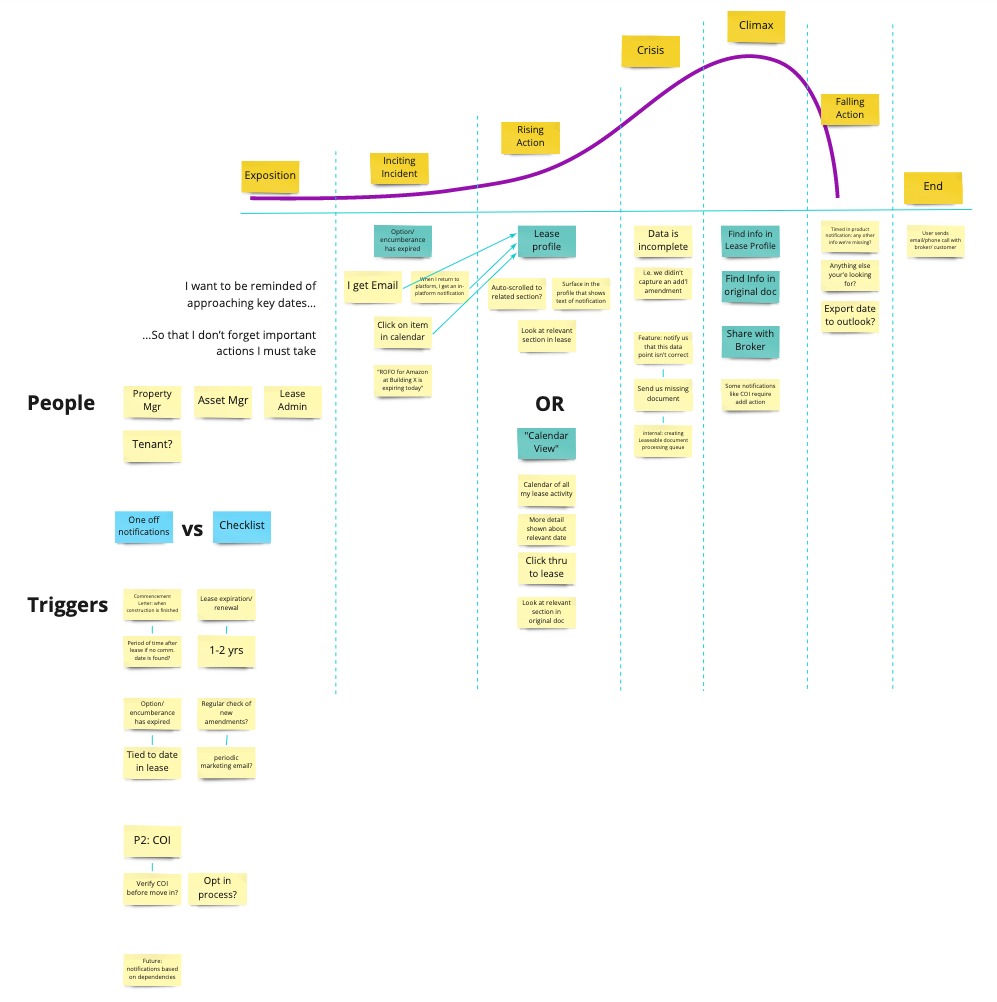 Climax
Crisis
Falling
Action
Rising
Action
Inciting
Incident
Exposition
End
Option/
encumberance
has expired
Lease
profile
Data is
incomplete
Find info in
Lease Profile
Timed in product
notification: any other
info we're missing?
User sends
email/phone call with
broker/ customer
I want to be reminded of
approaching key dates...
...So that I don't forget important
actions I must take
I get Email
When I return to
platform, I get an in-
platform notification
Click on item
in calendar
"ROFO for Amazon
at Building X is
expiring today"
Auto-scrolled to
related section?
Surface in the
profile that shows
text of notification
Look at relevant
section in lease
OR
"Calendar
View"
Calendar of all
my lease activity
More detail
shown about
relevant date
Click thru
to lease
Look at relevant
section in
original doc
i.e. we didin't
capture an add'l
amendment
Feature: notify us
that this data
point isn't correct
Send us missing
document
internal: creating
Leaseable document
processing queue
Find Info in
original doc
Share with
Broker
Some notifications
like COI require
addl action
Anything else
your'e looking
for?
Export date
to outlook?
People
Property
Mgr
Asset Mgr
Lease
Admin
Tenant?
One off
notifications
vs
Checklist
Triggers
Commencement
Letter: when
construction is finished
Lease expiration/
renewal
Period of time after
lease if no comm.
date is found?
1-2 yrs
Option/
encumberance
has expired
Regular check of
new
amendments?
Tied to date
in lease
periodic
marketing email?
P2: COI
Verify COI
before move in?
Opt in
process?
Future:
notifications based
on dependencies